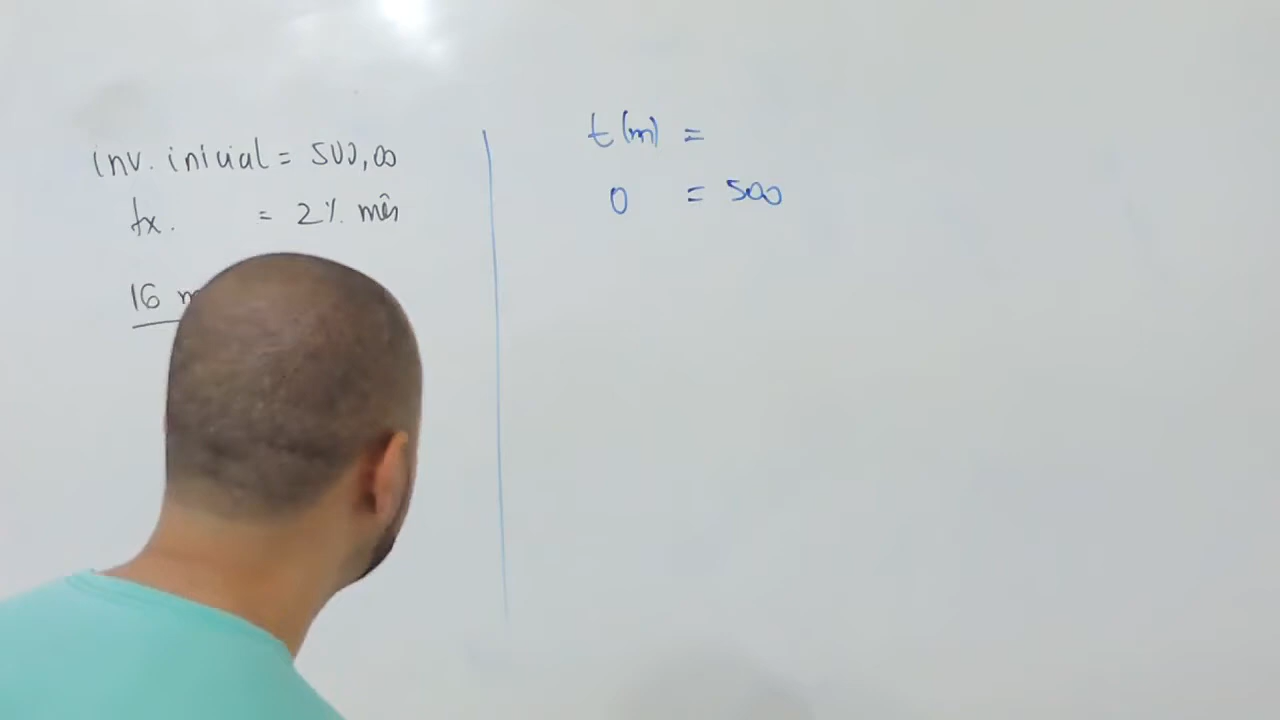 inv. inicial = 500,00
tx. = 2% mês
16
t(m) =
0 = 500